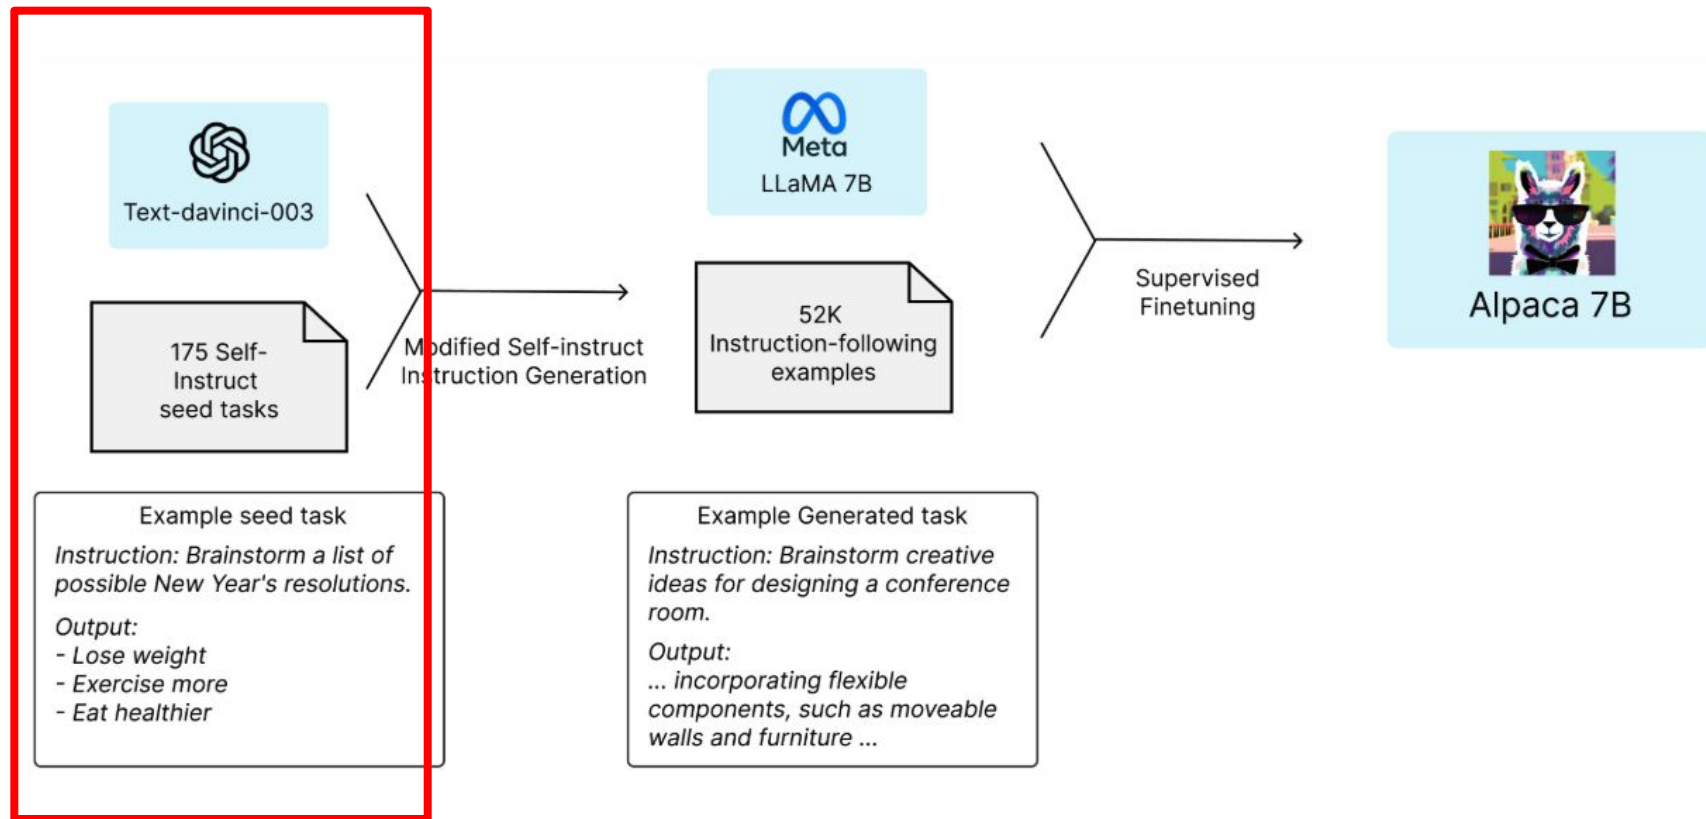 Text-davinci-003
175 Self-
Instruct
seed tasks
Modified Self-instruct
Instruction Generation
Example seed task
Instruction: Brainstorm a list of
possible New Year's resolutions.
Output:
- Lose weight
- Exercise more
- Eat healthier
Meta
LLaMA 7B
52K
Instruction-following
examples
Example Generated task
Instruction: Brainstorm creative
ideas for designing a conference
room.
Output:
... incorporating flexible
components, such as moveable
walls and furniture ...
Supervised
Finetuning
Alpaca 7B